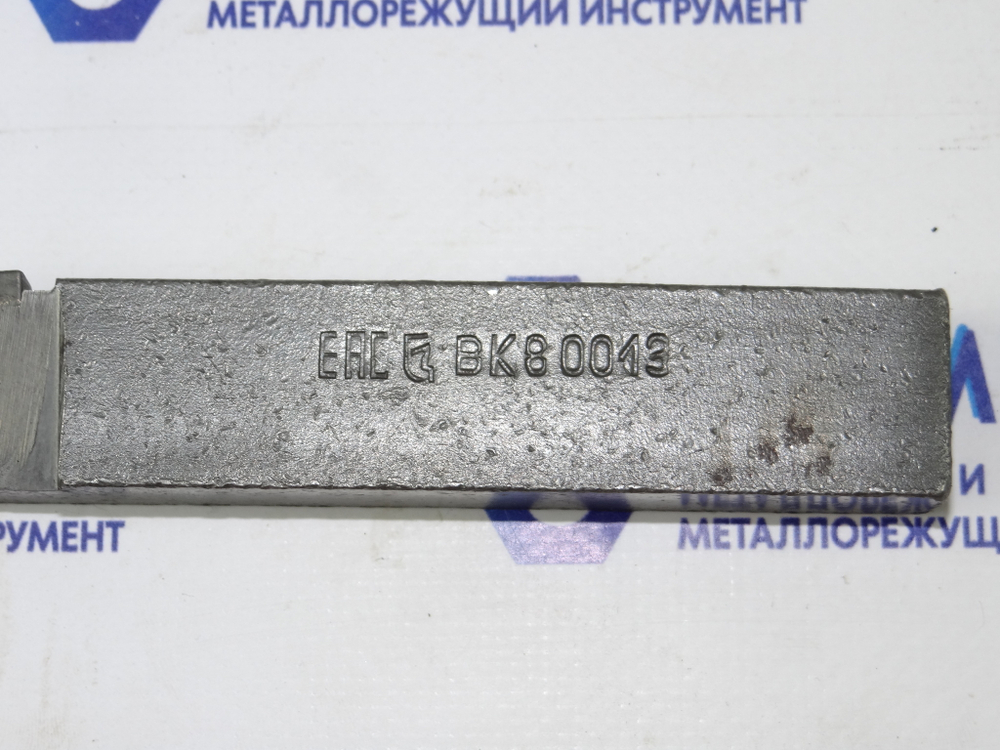 МЕТАЛЛОРЕЖУЩИЙ ИНСТРУМЕНТ
ЕАС ВК8 0013
И
РУМЕНТ
МЕТАЛЛОРЕЖУЩ